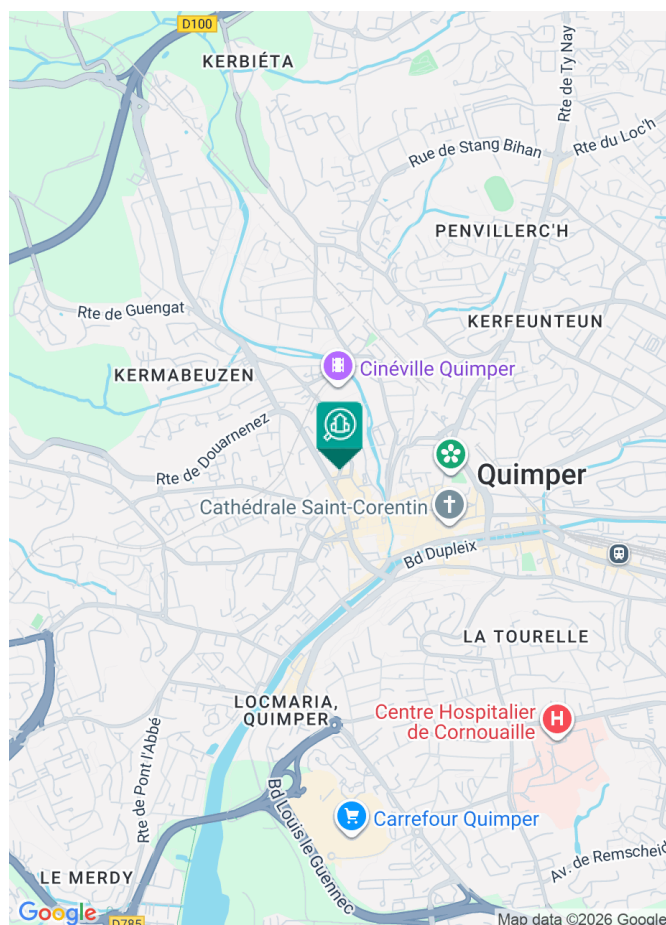 D100
KERBIÉTA
Rte de Ty Nay
Rte du Loc'h
Rue de Stang Bihan
PENVILLERC'H
Rte de Guengat
KERFEUNTEUN
KERMABEUZEN
Cinéville Quimper
Rte de Douarnenez
Quimper
Cathédrale Saint-Corentin
Bd Dupleix
LA TOURELLE
LOCMARIA,
QUIMPER
Centre Hospitalier
de Cornouaille
H
Rte de Pont l'Abbé
Bd Louis le Guennec
Carrefour Quimper
Av. de Remscheid
LE MERDY
Google
D785
Map data ©2026 Google